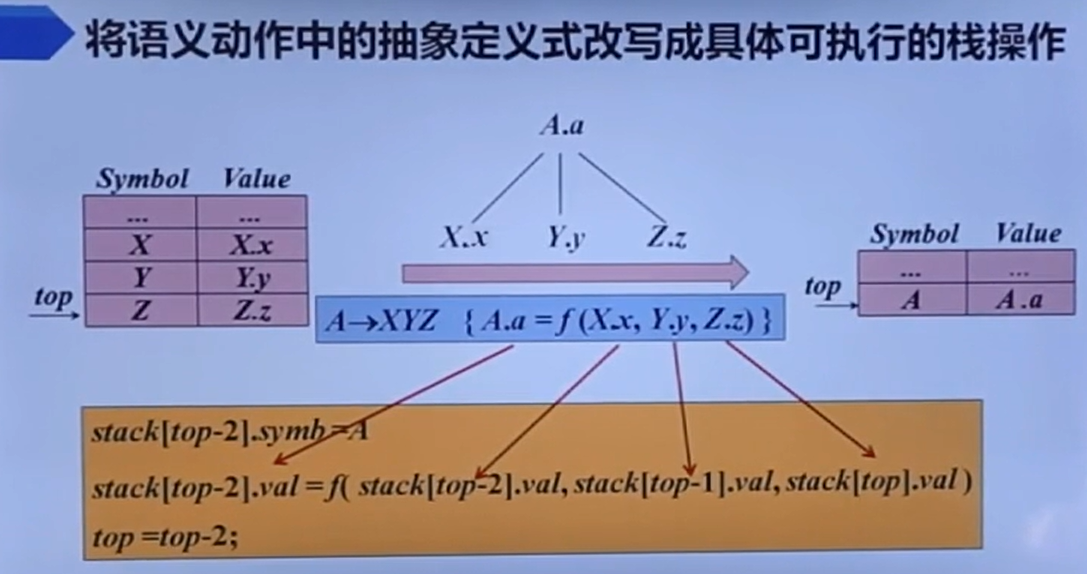 将语义动作中的抽象定义式改写成具体可执行的栈操作
A.a
X.x Y.y Z.z
Symbol Value
... ...
X X.x
Y Y.y
top Z Z.z
Symbol Value
... ...
top A A.a
A→XYZ { A.a = f (X.x, Y.y, Z.z) }
stack[top-2].symb=A
stack[top-2].val = f( stack[top-2].val, stack[top-1].val, stack[top].val )
top =top-2;